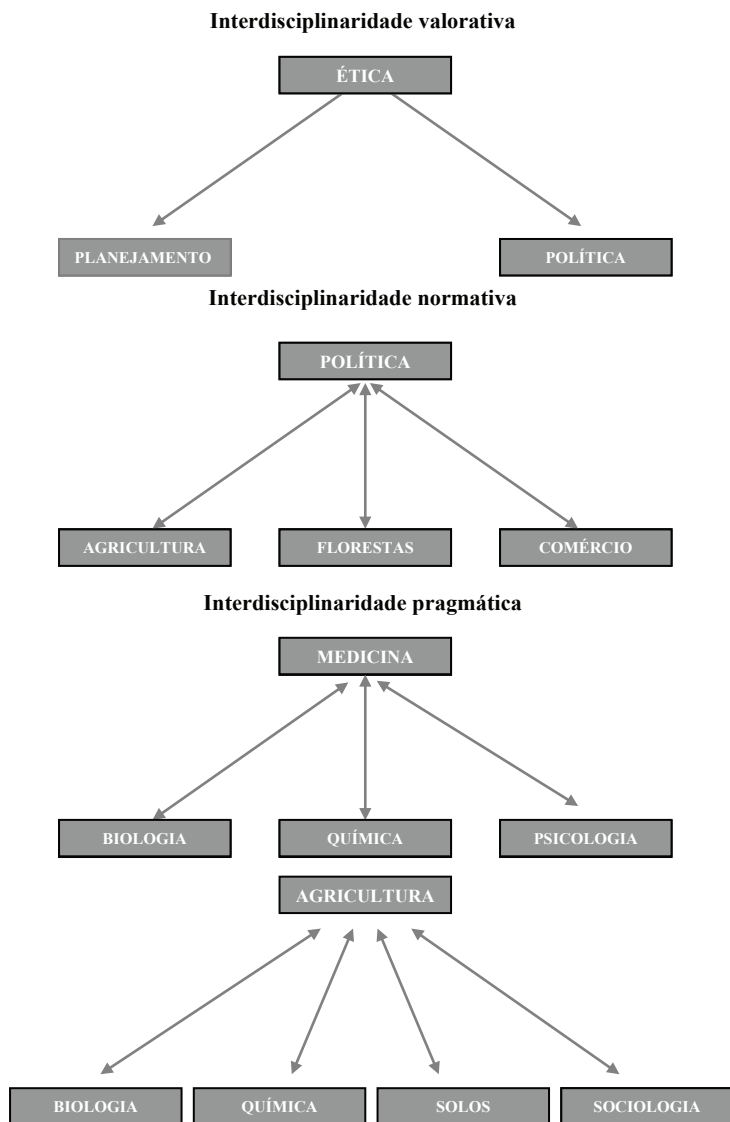 Interdisciplinaridade valorativa
ÉTICA
PLANEJAMENTO
POLÍTICA
Interdisciplinaridade normativa
POLÍTICA
AGRICULTURA
FLORESTAS
COMÉRCIO
Interdisciplinaridade pragmática
MEDICINA
BIOLOGIA
QUÍMICA
PSICOLOGIA
AGRICULTURA
BIOLOGIA
QUÍMICA
SOLOS
SOCIOLOGIA